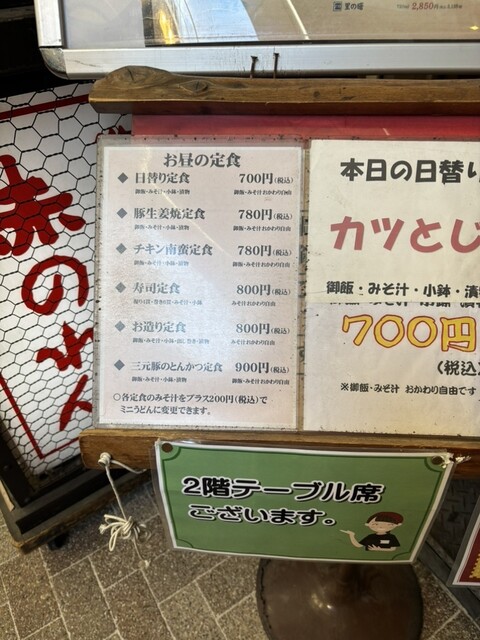 2,850円
お昼の定食
◆ 日替り定食 700円(税込)
御飯・みそ汁・小鉢・漬物 御飯・みそ汁おかわり自由
◆ 豚生姜焼定食 780円(税込)
御飯・みそ汁・小鉢・漬物 御飯・みそ汁おかわり自由
◆ チキン南蛮定食 780円(税込)
御飯・みそ汁・小鉢・漬物 御飯・みそ汁おかわり自由
◆ 寿司定食 800円(税込)
みそ汁おかわり自由
◆ お造り定食 800円(税込)
御飯・みそ汁おかわり自由
◆ 三元豚のとんかつ定食 900円(税込)
御飯・みそ汁・小鉢・漬物 御飯・みそ汁おかわり自由
○各定食のみそ汁をプラス200円(税込)で
ミニうどんに変更できます。
本日の日替り
カツとじ
御飯・みそ汁・小鉢・漬
700円
(税込)
※御飯・みそ汁 おかわり自由です
2階テーブル席
ございます。